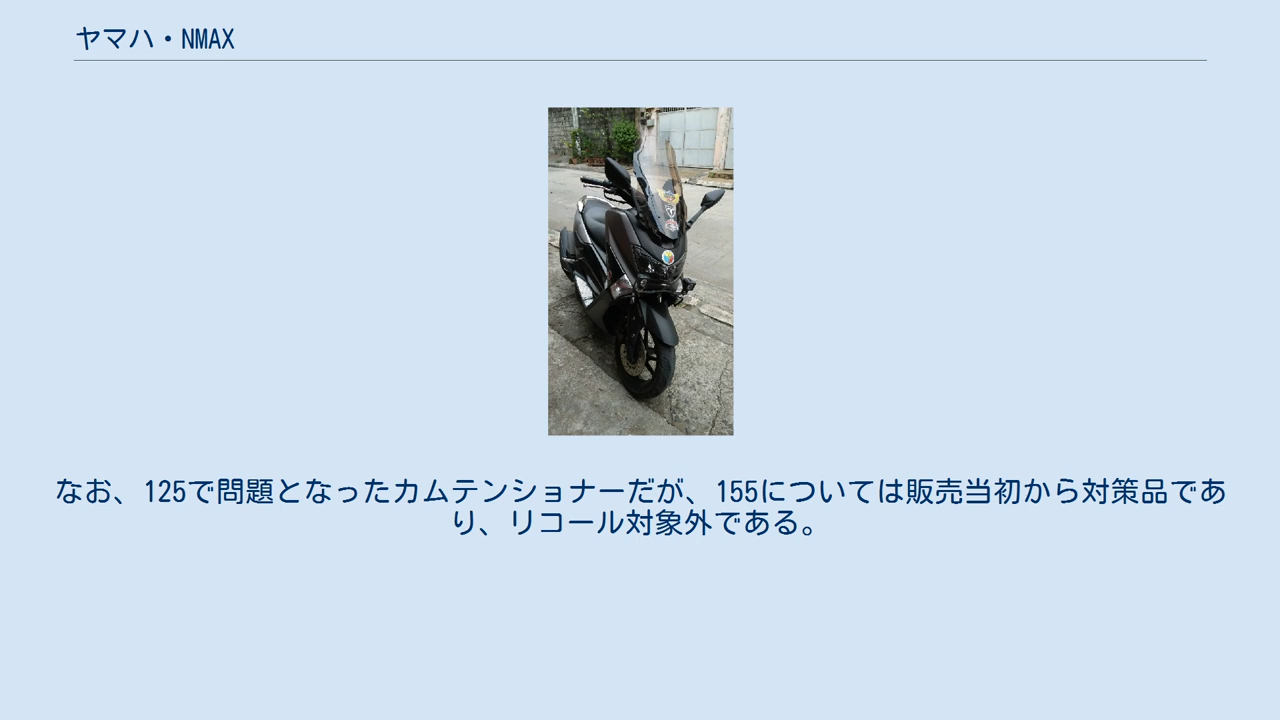 ヤマハ・NMAX
なお、125で問題となったカムテンショナーだが、155については販売当初から対策品であ
り、リコール対象外である。